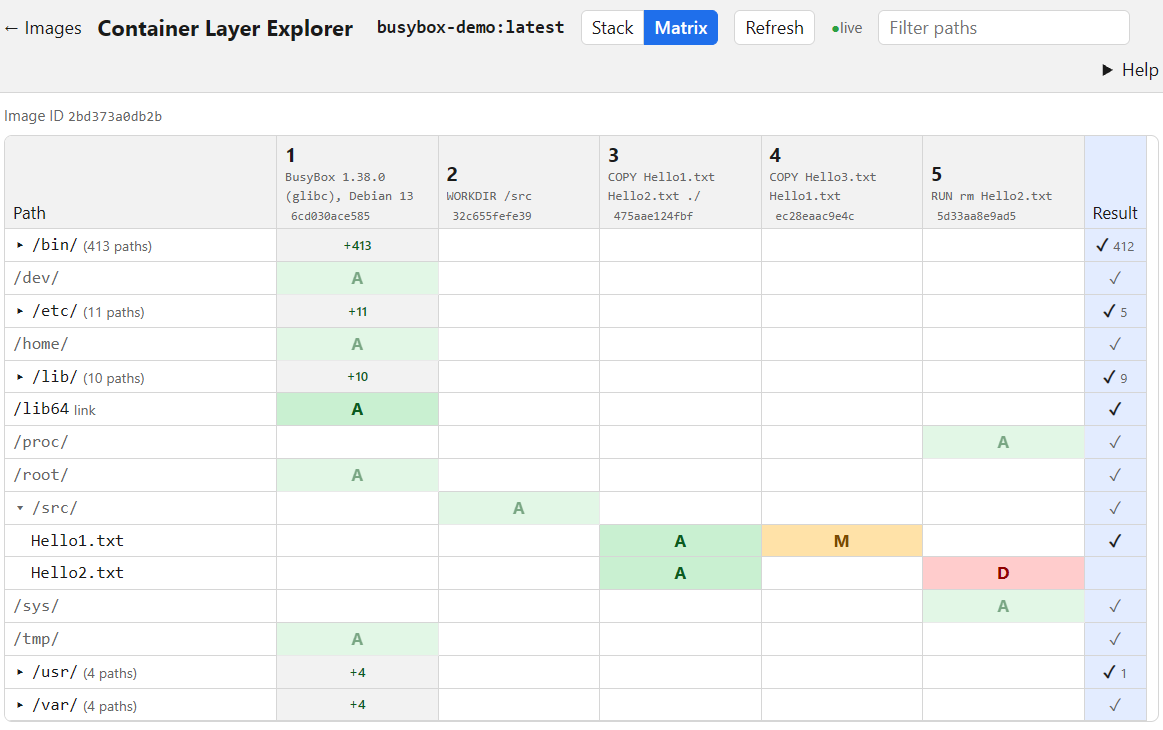 ← Images Container Layer Explorer busybox-demo:latest Stack Matrix Refresh ●live Filter paths
▶ Help
Image ID 2bd373a0db2b
Path
1
BusyBox 1.38.0
(glibc), Debian 13
6cd030ace585
2
WORKDIR /src
32c655fefe39
3
COPY Hello1.txt
Hello2.txt ./
475aae124fbf
4
COPY Hello3.txt
Hello1.txt
ec28eaac9e4c
5
RUN rm Hello2.txt
5d33aa8e9ad5
Result
▸ /bin/ (413 paths) +413 ✓ 412
/dev/ A ✓
▸ /etc/ (11 paths) +11 ✓ 5
/home/ A ✓
▸ /lib/ (10 paths) +10 ✓ 9
/lib64 link A ✓
/proc/ A ✓
/root/ A ✓
▾ /src/ A ✓
Hello1.txt A M ✓
Hello2.txt A D
/sys/ A ✓
/tmp/ A ✓
▸ /usr/ (4 paths) +4 ✓ 1
▸ /var/ (4 paths) +4 ✓